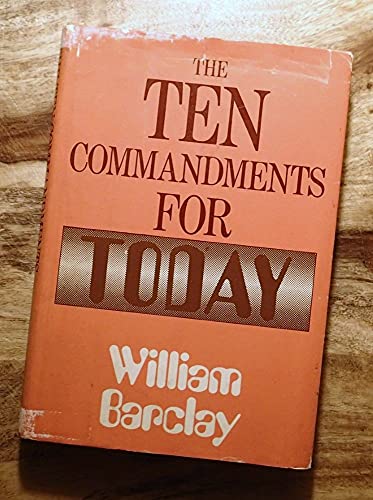 THE
TEN
COMMANDMENTS
FOR
TODAY
William
Barclay